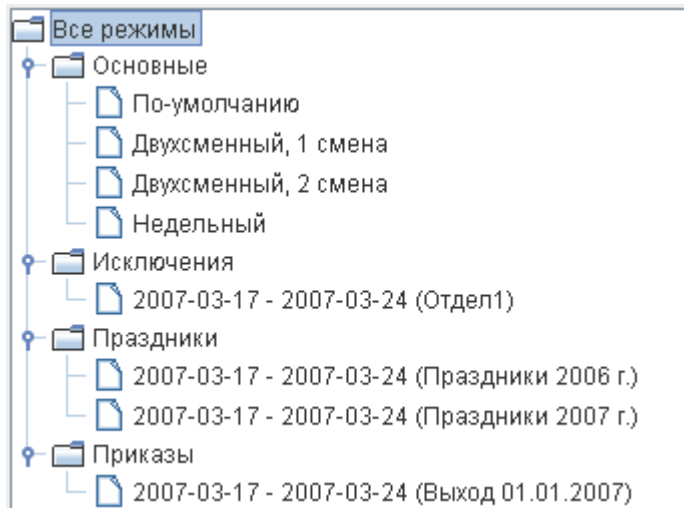 Все режимы
Основные
По-умолчанию
Двухсменный, 1 смена
Двухсменный, 2 смена
Недельный
Исключения
2007-03-17 - 2007-03-24 (Отдел1)
Праздники
2007-03-17 - 2007-03-24 (Праздники 2006 г.)
2007-03-17 - 2007-03-24 (Праздники 2007 г.)
Приказы
2007-03-17 - 2007-03-24 (Выход 01.01.2007)